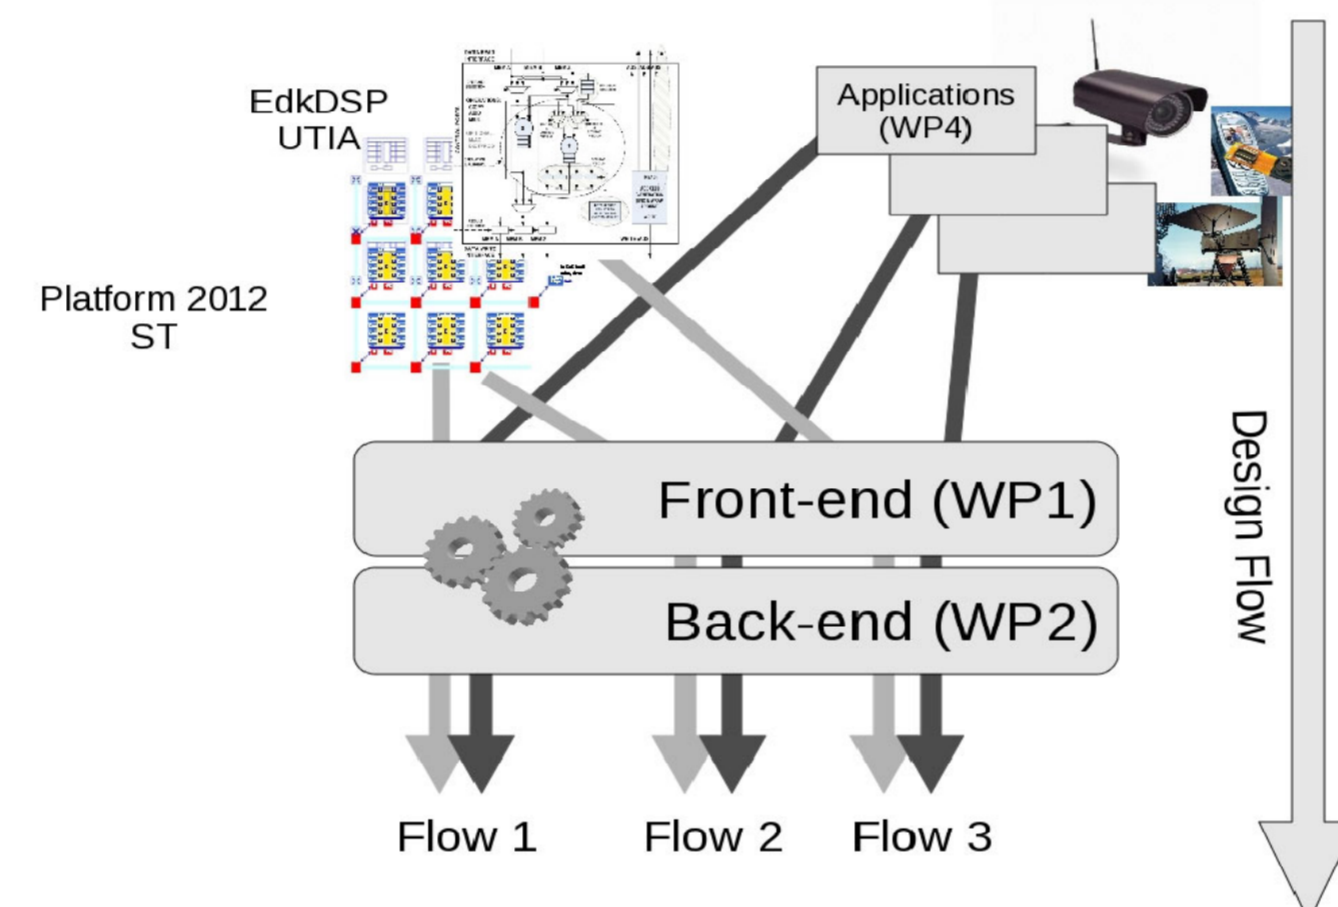 EdkDSP
UTIA
Applications
(WP4)
Platform 2012
ST
Design Flow
Front-end (WP1)
Back-end (WP2)
Flow 1
Flow 2
Flow 3